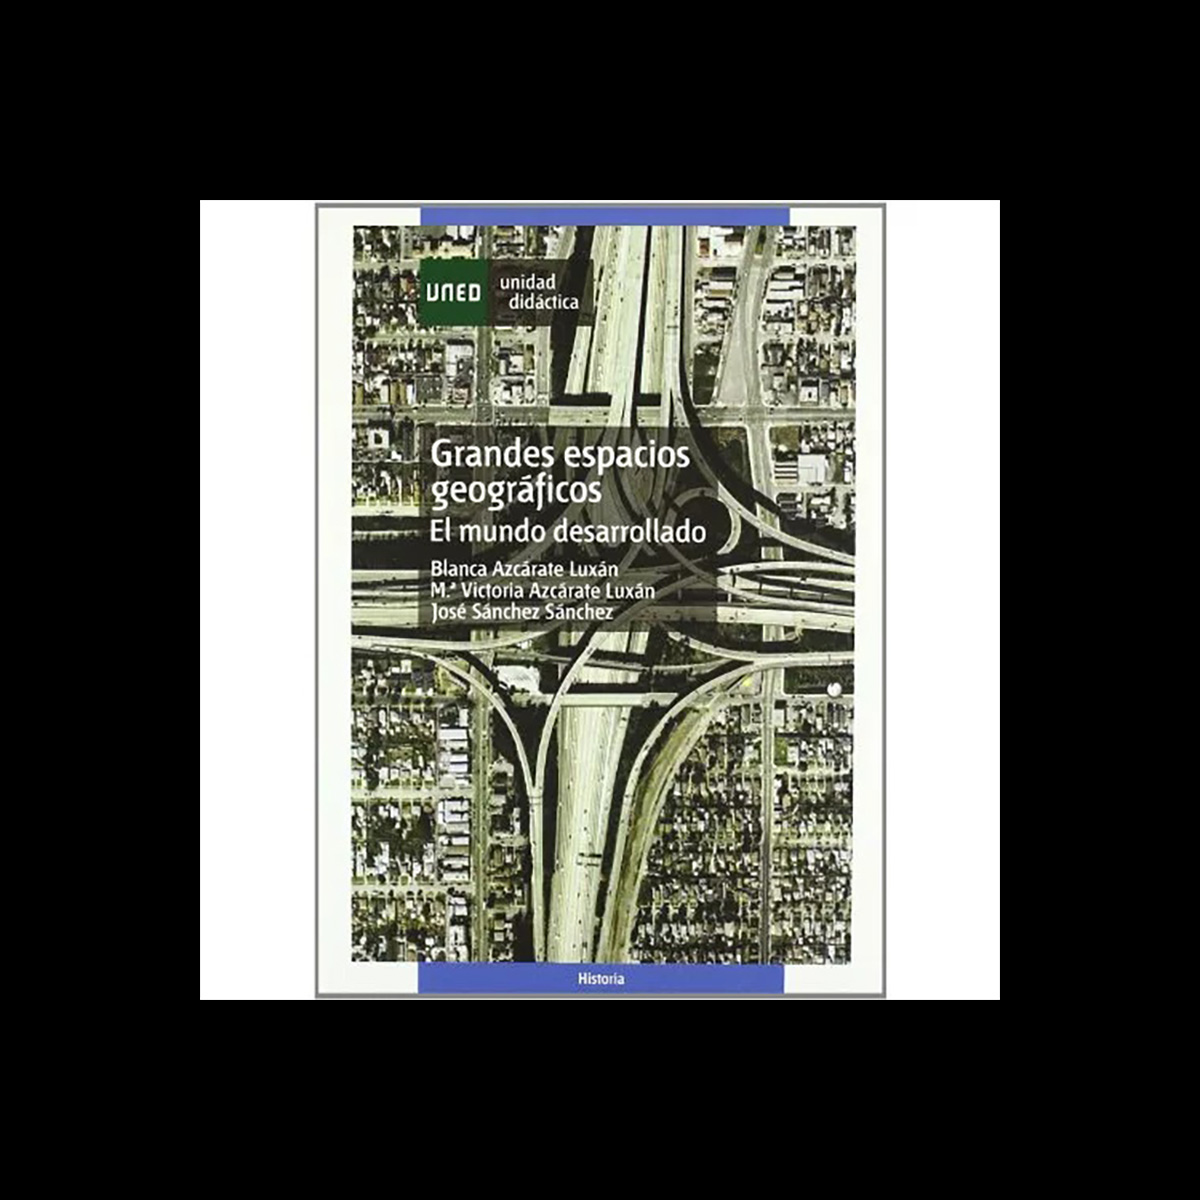 UNED
unidad
didáctica
Grandes espacios
geográficos
El mundo desarrollado
Blanca Azcárate Luxán
M.ª Victoria Azcárate Luxán
José Sánchez Sánchez
Historia